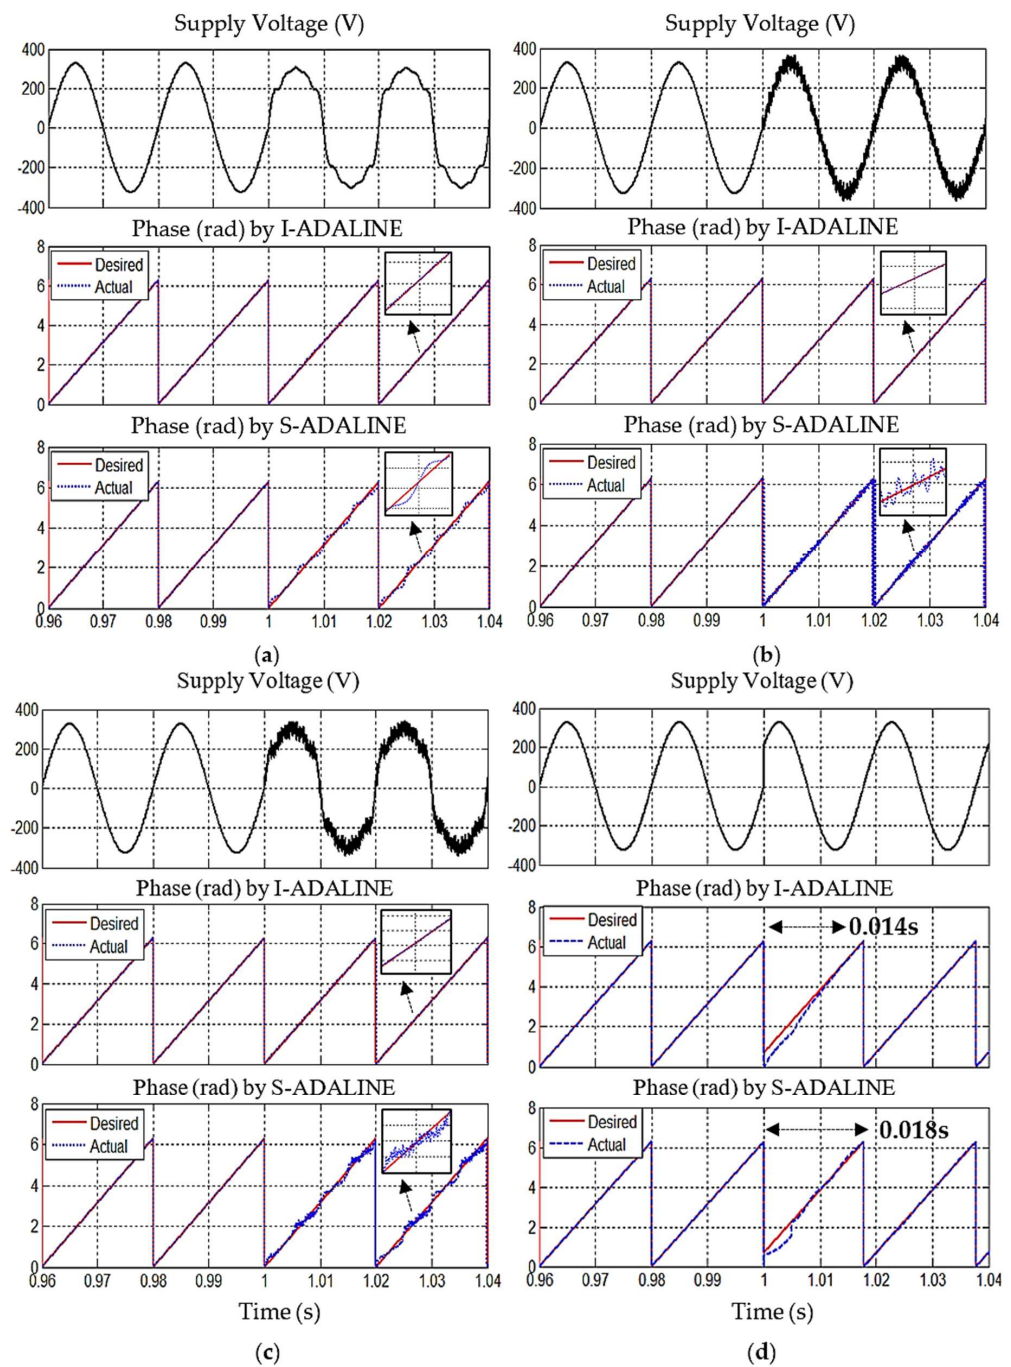 Supply Voltage (V)
400
200
0
-200
-400
Phase (rad) by I-ADALINE
8
6
4
2
0
Desired
Actual
Phase (rad) by S-ADALINE
8
6
4
2
0
Desired
Actual
0.96 0.97 0.98 0.99 1 1.01 1.02 1.03 1.04
(a)
Supply Voltage (V)
400
200
0
-200
-400
Phase (rad) by I-ADALINE
8
6
4
2
0
Desired
Actual
Phase (rad) by S-ADALINE
8
6
4
2
0
Desired
Actual
0.96 0.97 0.98 0.99 1 1.01 1.02 1.03 1.04
(b)
Supply Voltage (V)
400
200
0
-200
-400
Phase (rad) by I-ADALINE
8
6
4
2
0
Desired
Actual
Phase (rad) by S-ADALINE
8
6
4
2
0
Desired
Actual
0.96 0.97 0.98 0.99 1 1.01 1.02 1.03 1.04
Time (s)
(c)
Supply Voltage (V)
400
200
0
-200
-400
Phase (rad) by I-ADALINE
8
6
4
2
0
Desired
Actual
0.014s
Phase (rad) by S-ADALINE
8
6
4
2
0
Desired
Actual
0.018s
0.96 0.97 0.98 0.99 1 1.01 1.02 1.03 1.04
Time (s)
(d)